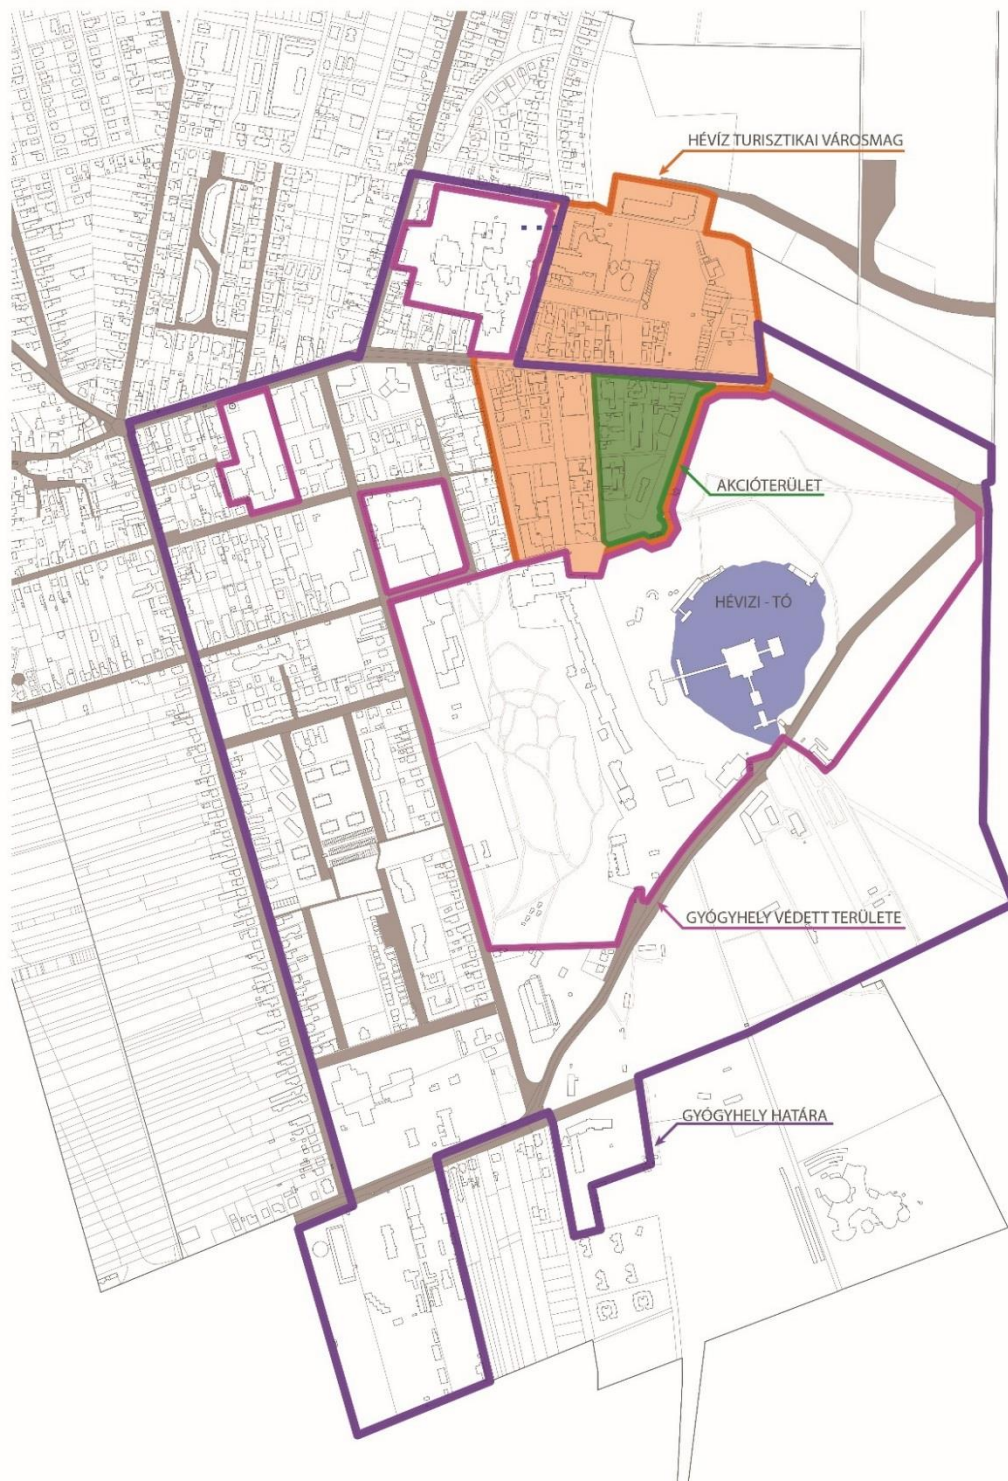 HÉVÍZ TURISZTIKAI VÁROSMAG
AKCIÓTERÜLET
HÉVIZI - TÓ
GYÓGYHELY VÉDETT TERÜLETE
GYÓGYHELY HATÁRA